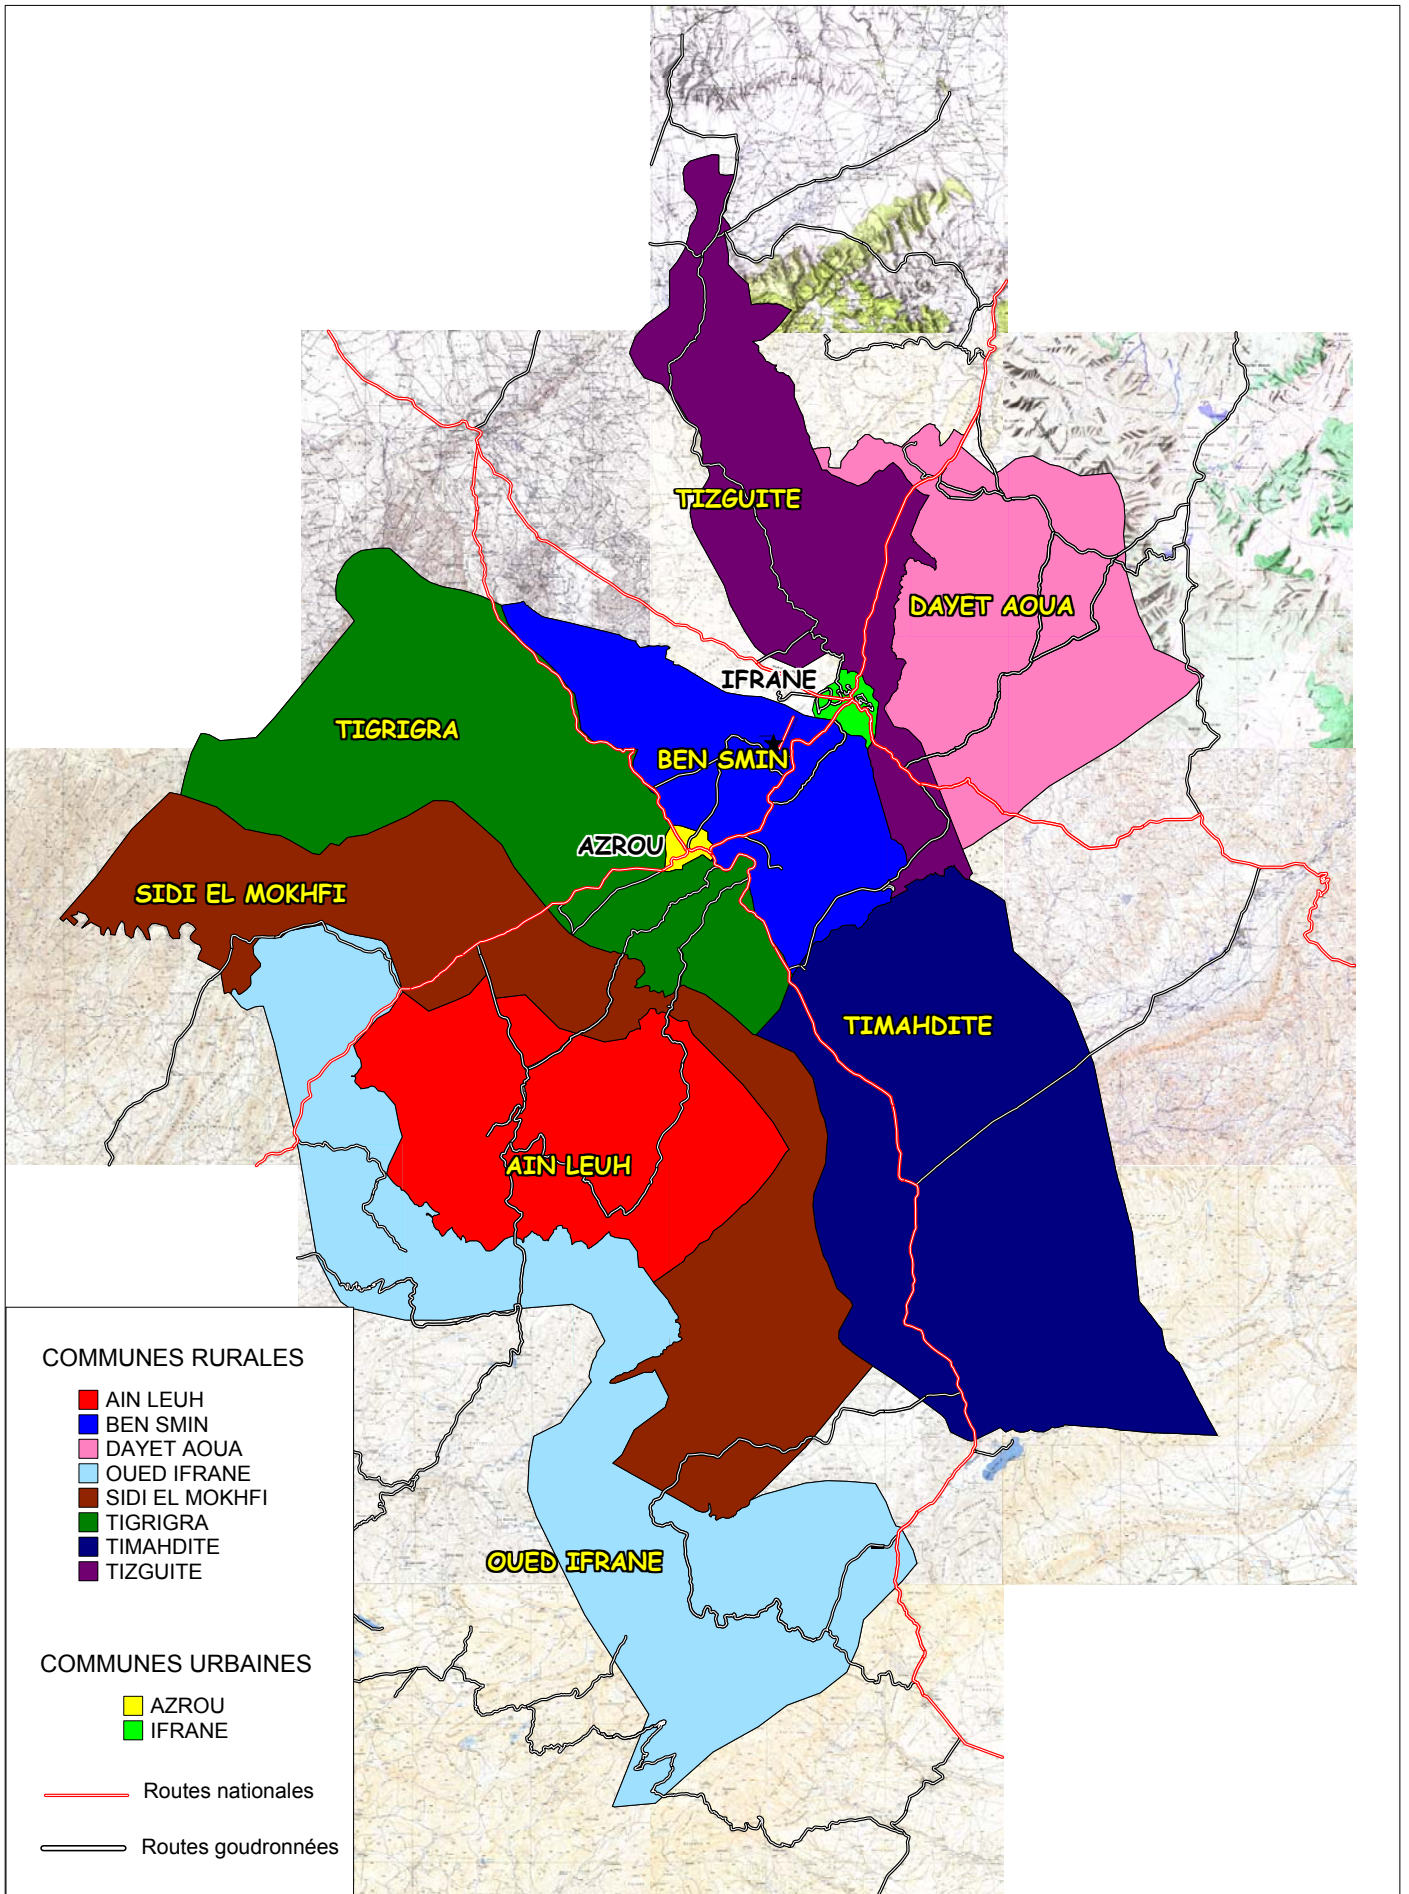 TIZGUITE
DAYET AOUA
IFRANE
TIGRIGRA
BEN SMIN
AZROU
SIDI EL MOKHFI
TIMAHDITE
AIN LEUH
OUED IFRANE
COMMUNES RURALES
AIN LEUH
BEN SMIN
DAYET AOUA
OUED IFRANE
SIDI EL MOKHFI
TIGRIGRA
TIMAHDITE
TIZGUITE
COMMUNES URBAINES
AZROU
IFRANE
Routes nationales
Routes goudronnées